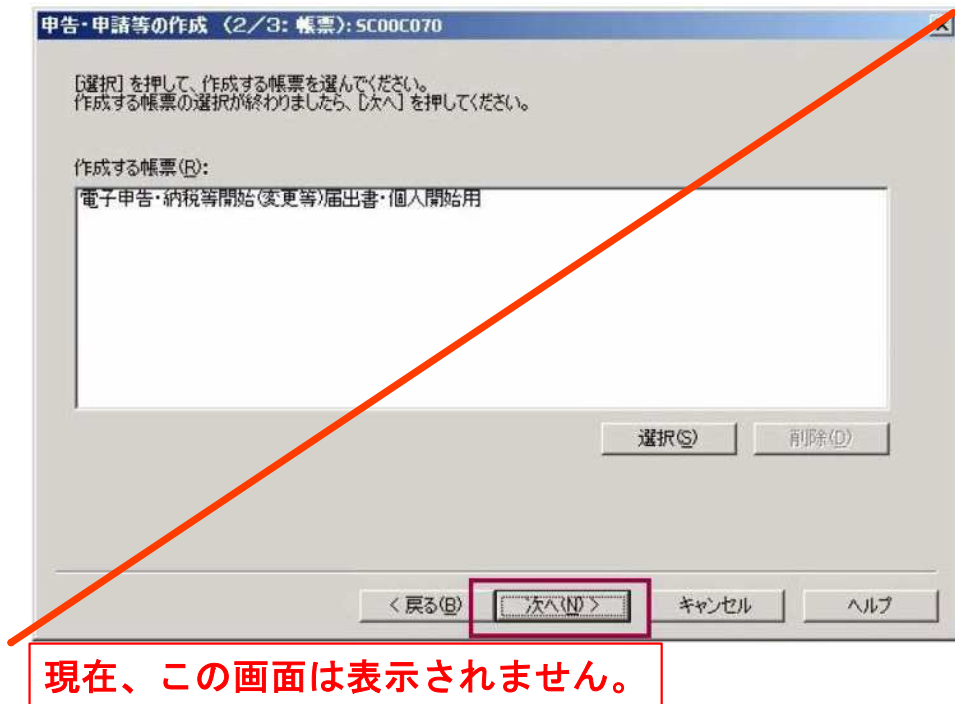 申告・申請等の作成 (2/3: 帳票): SC00C070
[選択] を押して、作成する帳票を選んでください。
作成する帳票の選択が終わりましたら、[次へ] を押してください。
作成する帳票(R):
電子申告・納税等開始(変更等)届出書・個人開始用
選択(S)
削除(D)
< 戻る(B)
次へ(N) >
キャンセル
ヘルプ
現在、この画面は表示されません。